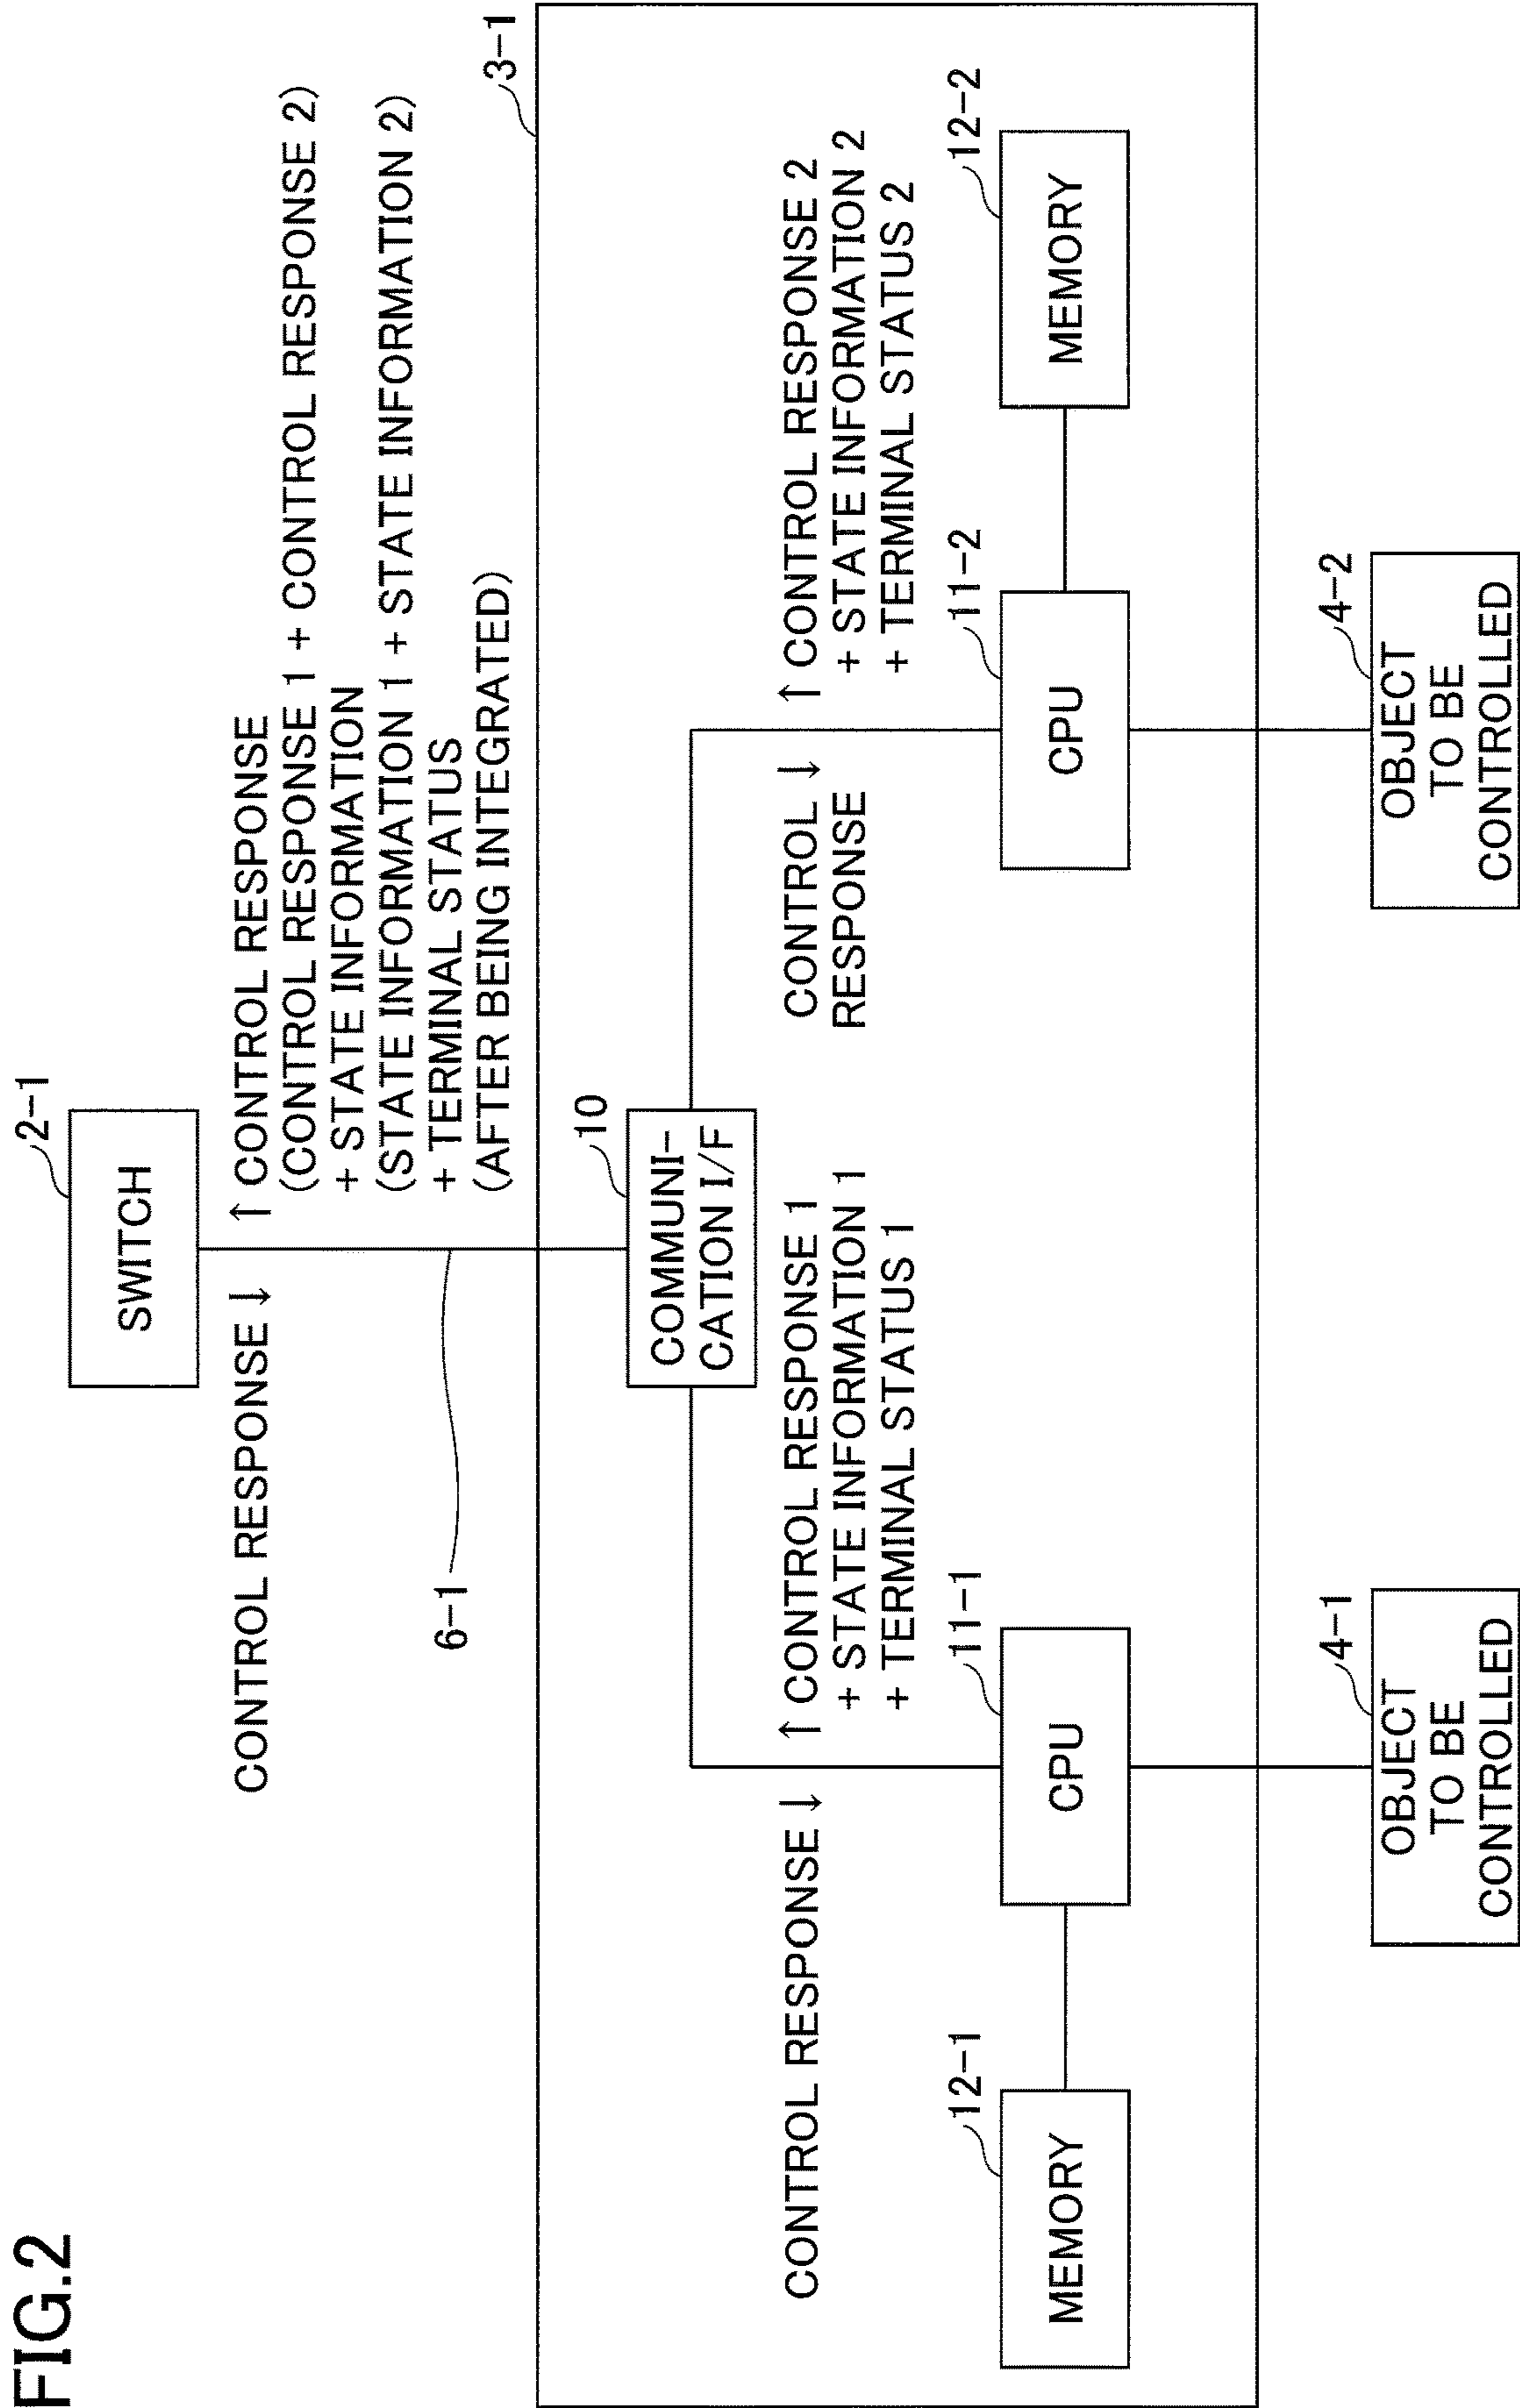 FIG.2
2-1
SWITCH
CONTROL RESPONSE ↓
↑ CONTROL RESPONSE
(CONTROL RESPONSE 1 + CONTROL RESPONSE 2)
+ STATE INFORMATION
(STATE INFORMATION 1 + STATE INFORMATION 2)
+ TERMINAL STATUS
(AFTER BEING INTEGRATED)
6-1
3-1
10
COMMUNI-
CATION I/F
CONTROL RESPONSE ↓
↑ CONTROL RESPONSE 1
+ STATE INFORMATION 1
+ TERMINAL STATUS 1
CONTROL ↓
RESPONSE
↑ CONTROL RESPONSE 2
+ STATE INFORMATION 2
+ TERMINAL STATUS 2
12-1
MEMORY
11-1
CPU
11-2
CPU
12-2
MEMORY
4-1
OBJECT
TO BE
CONTROLLED
4-2
OBJECT
TO BE
CONTROLLED